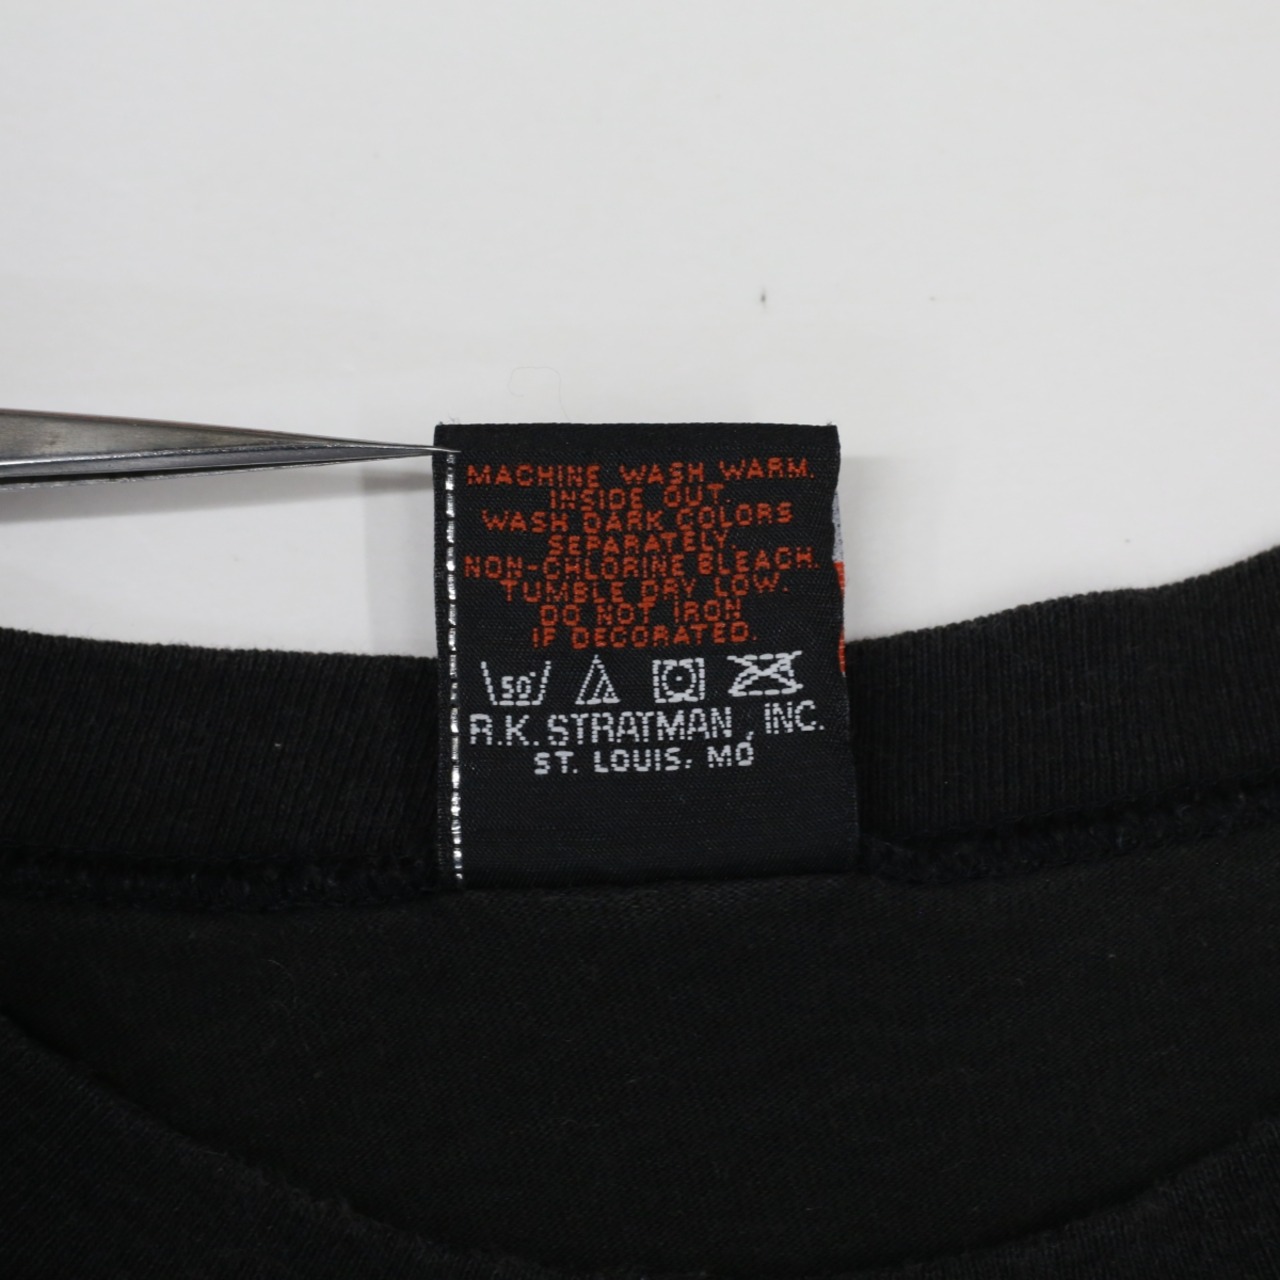 MACHINE WASH WARM.
INSIDE OUT.
WASH DARK COLORS
SEPARATELY.
NON-CHLORINE BLEACH.
TUMBLE DRY LOW.
DO NOT IRON
IF DECORATED.
50°
R.K. STRATMAN, INC.
ST. LOUIS, MO